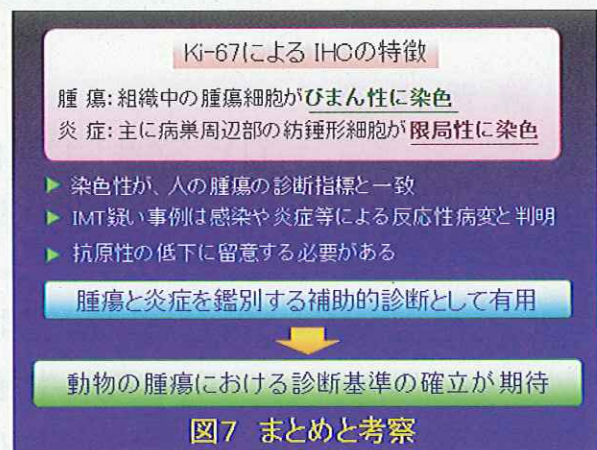 Ki-67によるIHCの特徴
腫 瘍: 組織中の腫瘍細胞がびまん性に染色
炎 症: 主に病巣周辺部の紡錘形細胞が限局性に染色
▶ 染色性が、人の腫瘍の診断指標と一致
▶ IMT疑い事例は感染や炎症等による反応性病変と判明
▶ 抗原性の低下に留意する必要がある
腫瘍と炎症を鑑別する補助的診断として有用
動物の腫瘍における診断基準の確立が期待
図7 まとめと考察